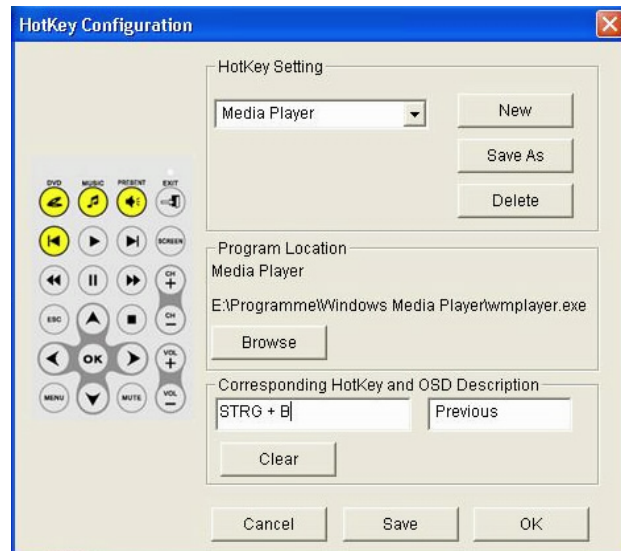 HotKey Configuration
HotKey Setting
Media Player
New
Save As
Delete
DVD MUSIC PRESENT EXIT
SCREEN
CH
+
ESC
CH
−
OK
VOL
+
MENU
MUTE
VOL
−
Program Location
Media Player
E:\Programme\Windows Media Player\wmplayer.exe
Browse
Corresponding HotKey and OSD Description
STRG + B Previous
Clear
Cancel Save OK